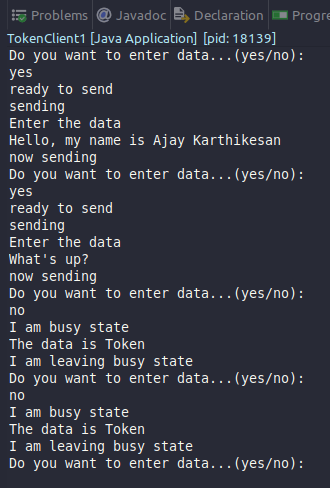 Problems @ Javadoc Declaration Progre
TokenClient1 [Java Application] [pid: 18139]
Do you want to enter data...(yes/no):
yes
ready to send
sending
Enter the data
Hello, my name is Ajay Karthikesan
now sending
Do you want to enter data...(yes/no):
yes
ready to send
sending
Enter the data
What's up?
now sending
Do you want to enter data...(yes/no):
no
I am busy state
The data is Token
I am leaving busy state
Do you want to enter data...(yes/no):
no
I am busy state
The data is Token
I am leaving busy state
Do you want to enter data...(yes/no):